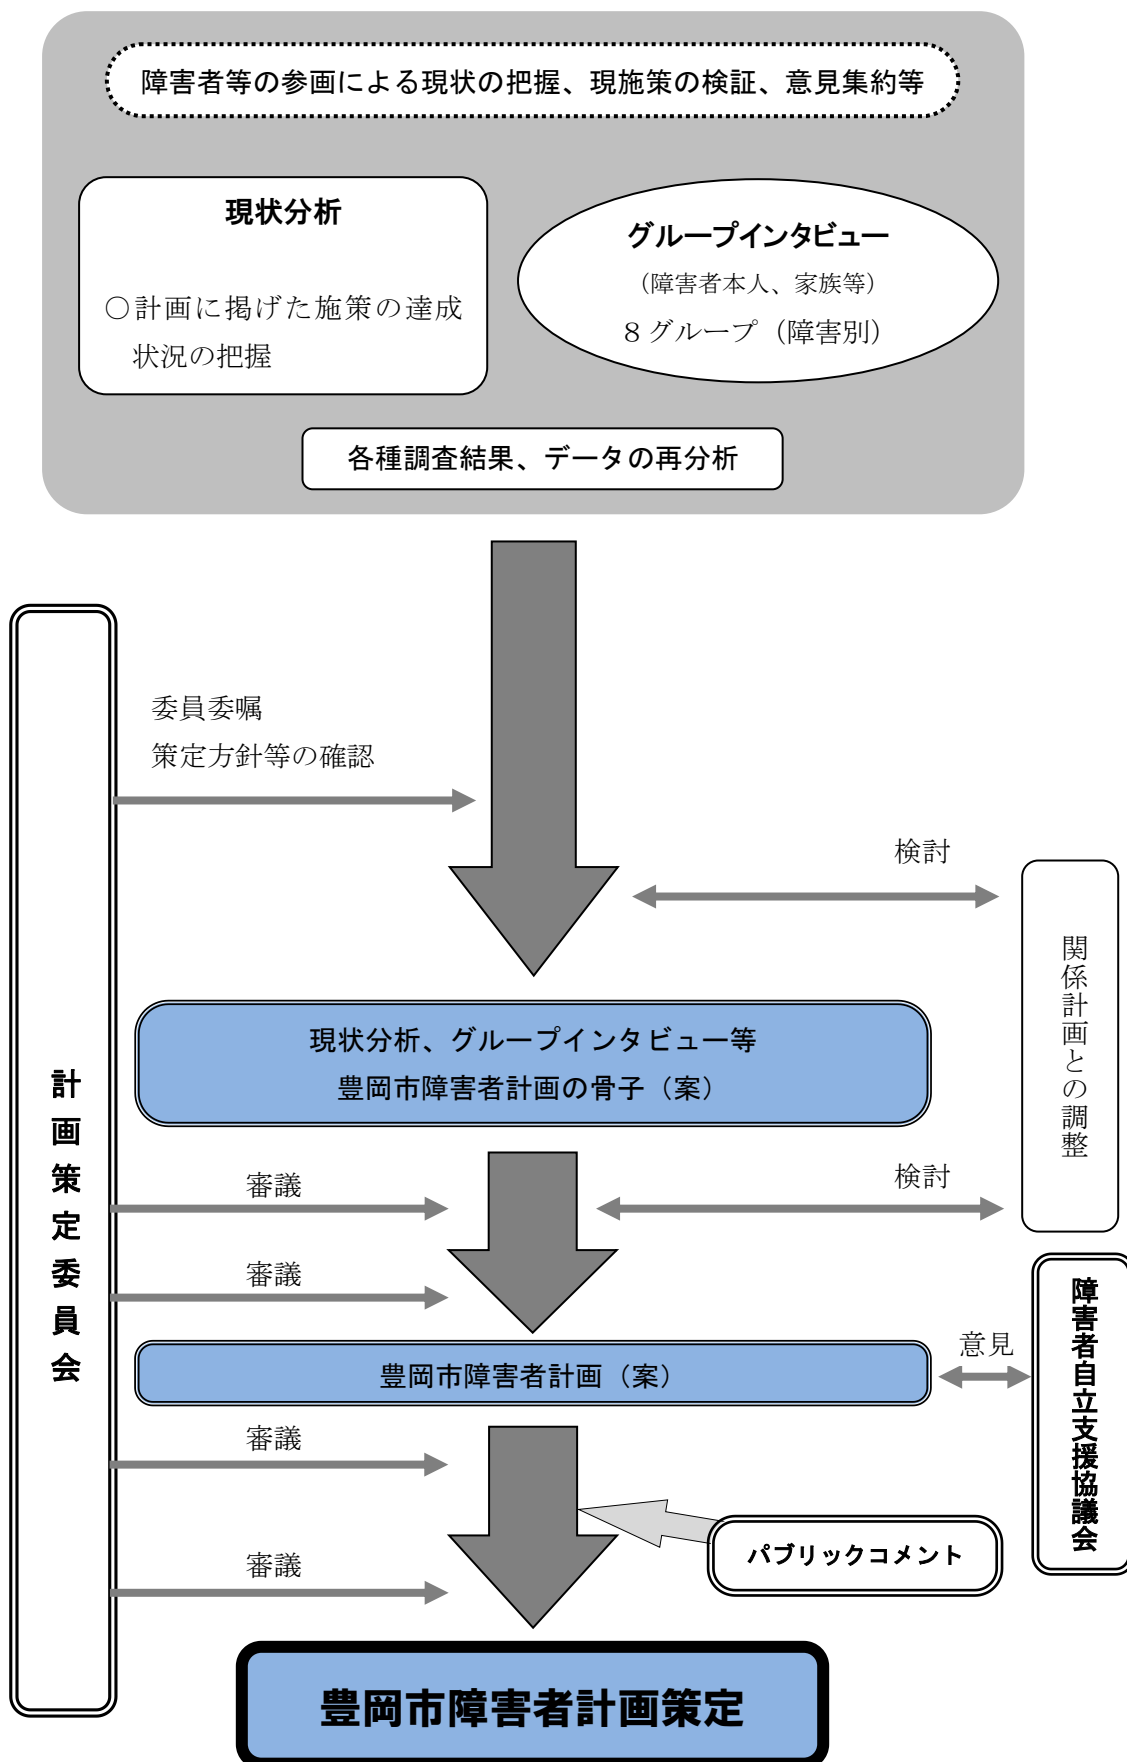 障害者等の参画による現状の把握、現施策の検証、意見集約等
現状分析
○計画に掲げた施策の達成
状況の把握
グループインタビュー
（障害者本人、家族等）
８グループ（障害別）
各種調査結果、データの再分析
計画策定委員会
委員委嘱
策定方針等の確認
検討
関係計画との調整
現状分析、グループインタビュー等
豊岡市障害者計画の骨子（案）
審議
検討
審議
豊岡市障害者計画（案）
意見
障害者自立支援協議会
審議
パブリックコメント
審議
豊岡市障害者計画策定